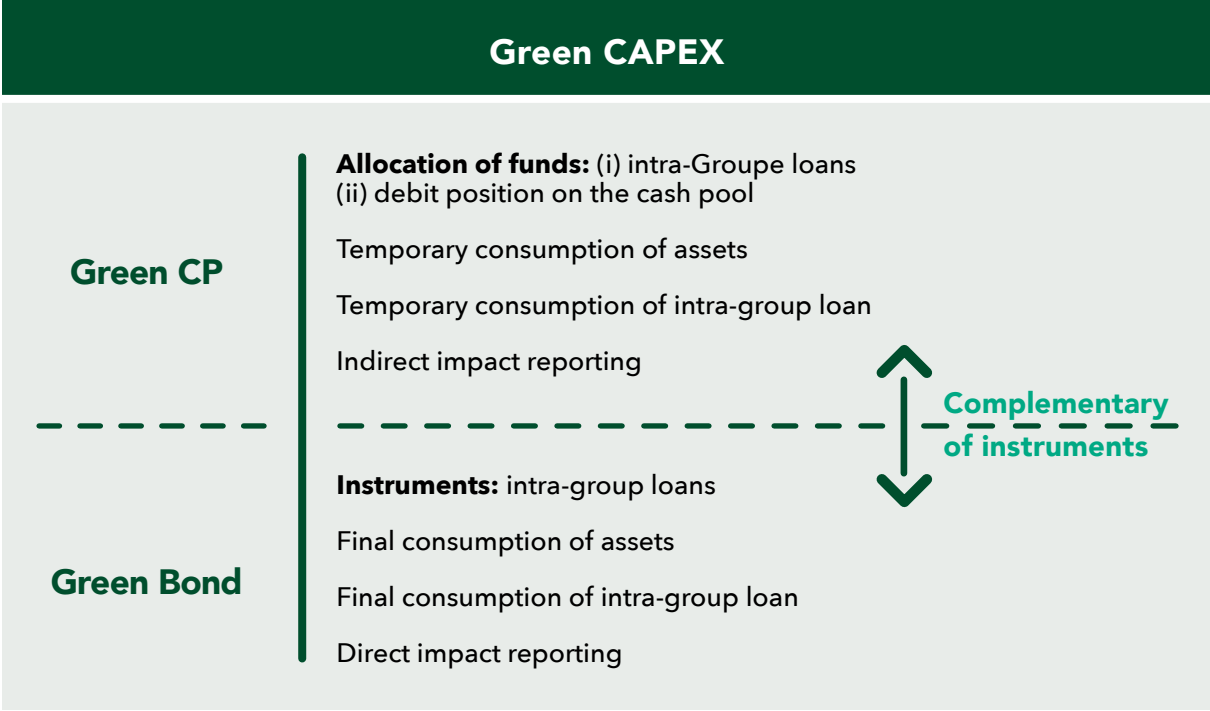 Green CAPEX
Green CP
Allocation of funds: (i) intra-Groupe loans
(ii) debit position on the cash pool
Temporary consumption of assets
Temporary consumption of intra-group loan
Indirect impact reporting
Complementary
of instruments
Green Bond
Instruments: intra-group loans
Final consumption of assets
Final consumption of intra-group loan
Direct impact reporting